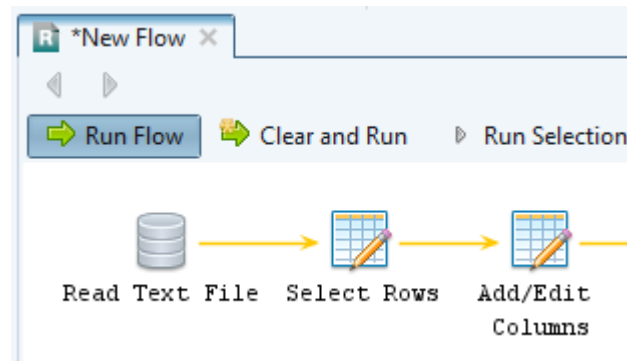 R *New Flow
Run Flow Clear and Run Run Selection
Read Text File Select Rows Add/Edit
Columns